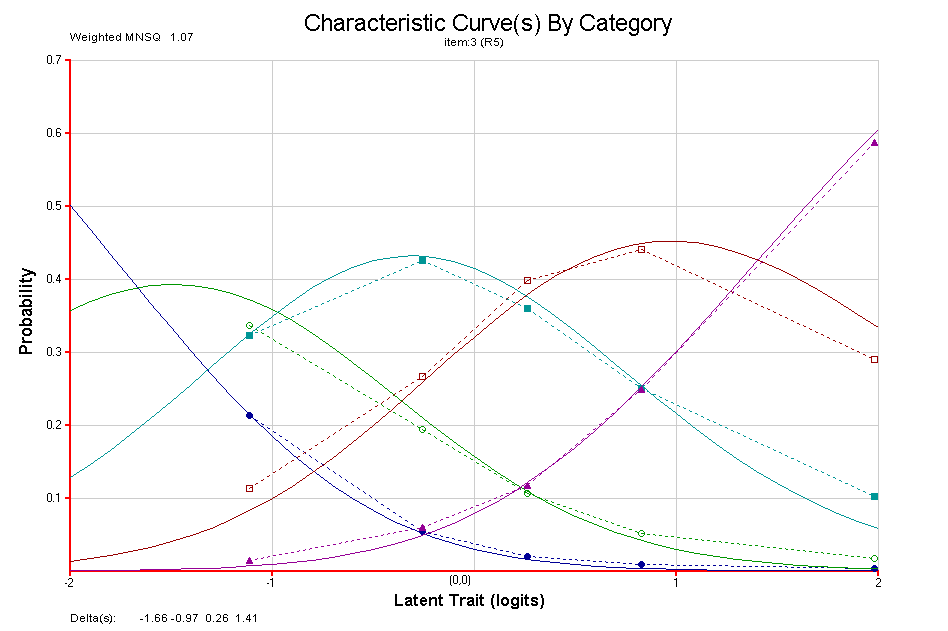 Characteristic Curve(s) By Category
Weighted MNSQ 1.07
item:3 (R5)
0.7
0.6
0.5
0.4
0.3
0.2
0.1
Probability
-2 -1 (0,0) 1 2
Latent Trait (logits)
Delta(s): -1.66 -0.97 0.26 1.41